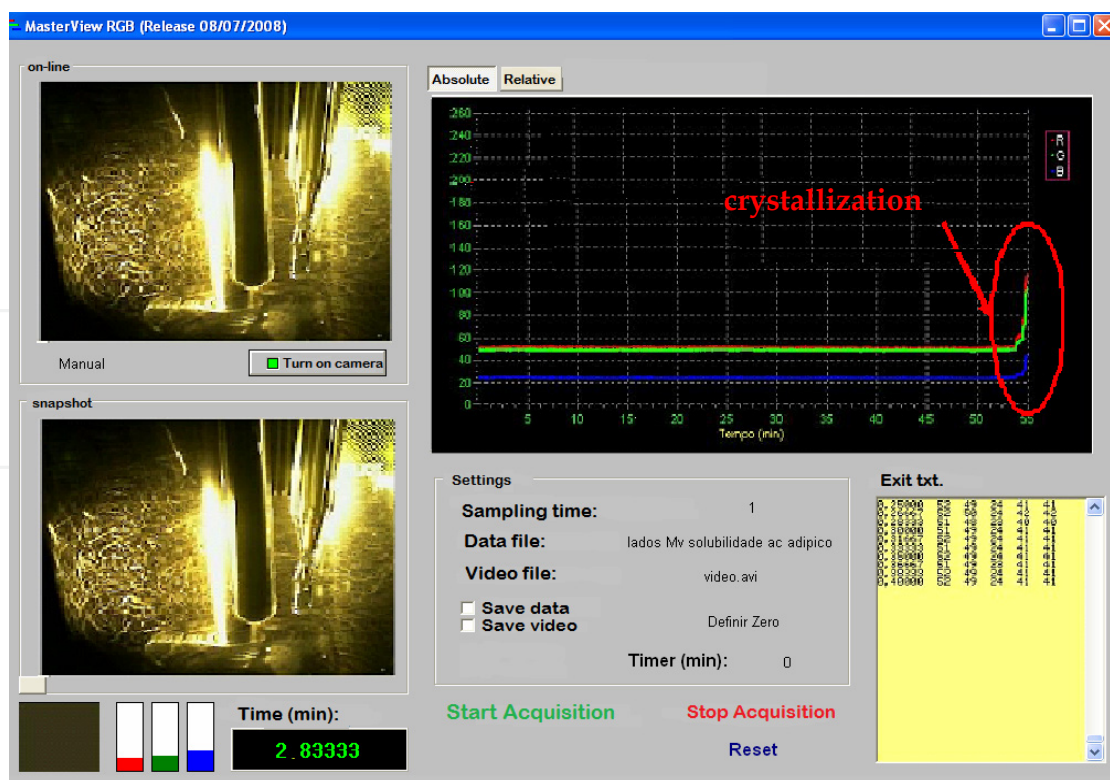 MasterView RGB (Release 08/07/2008)
on-line
Manual
Turn on camera
snapshot
Time (min):
2.83333
Absolute
Relative
260
240
220
200
180
160
140
120
100
80
60
40
20
0
5 10 15 20 25 30 35 40 45 50 55
Tempo (min)
R
G
B
crystallization
Settings
Sampling time: 1
Data file: lados Mv solubilidade ac adipico
Video file: video.avi
Save data
Save video
Definir Zero
Timer (min): 0
Start Acquisition
Stop Acquisition
Reset
Exit txt.